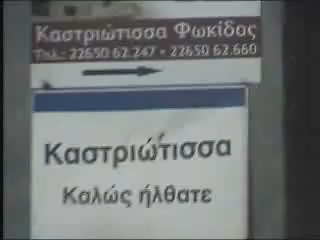 Καστριώτισσα Φωκίδος
Τηλ.: 22650 62.247 • 22650 62.660
Καστριώτισσα
Καλώς ήλθατε